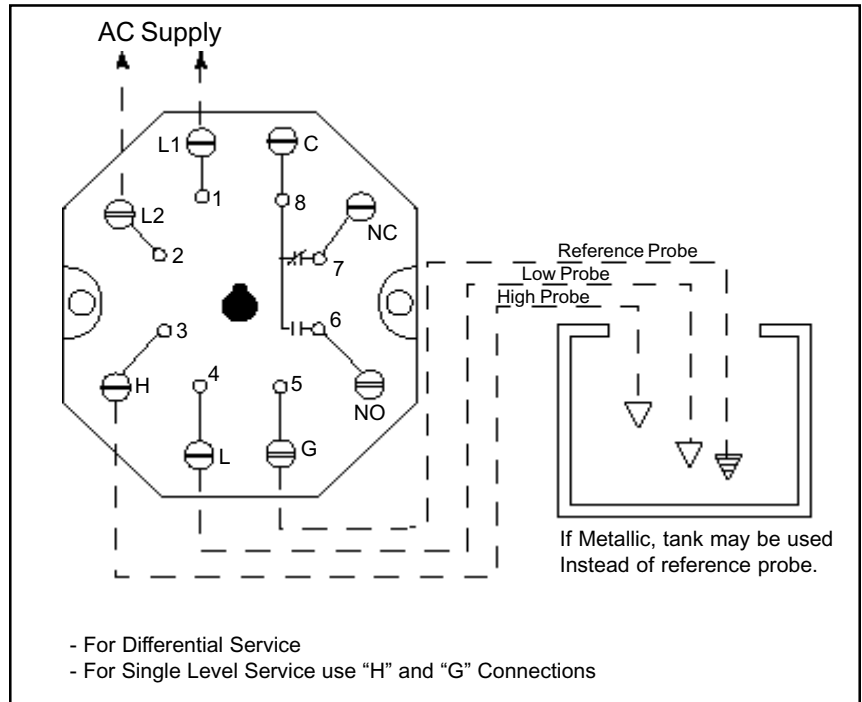 AC Supply
L1
C
1
8
L2
NC
2
7
Reference Probe
Low Probe
High Probe
3
6
4
5
H
NO
L
G
If Metallic, tank may be used
Instead of reference probe.
- For Differential Service
- For Single Level Service use “H” and “G” Connections